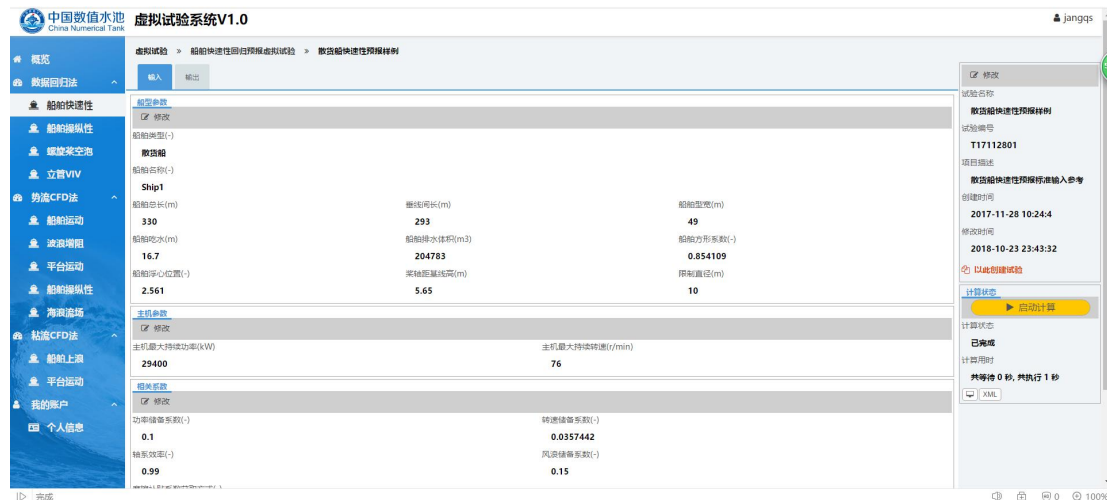 中国数值水池 虚拟试验系统V1.0
China Numerical Tank
jiangqs
概览
数据回归法
船舶快速性
船舶操纵性
螺旋桨空泡
立管VIV
势流CFD法
船舶运动
波浪增阻
平台运动
船舶操纵性
海浪流场
粘流CFD法
船舶上浪
平台运动
我的账户
个人信息
虚拟试验 » 船舶快速性回归预报虚拟试验 » 散货船快速性预报样例
输入 输出
船型参数
修改
船舶类型(-)
散货船
船舶名称(-)
Ship1
船舶总长(m) 垂线间长(m) 船舶型宽(m)
330 293 49
船舶吃水(m) 船舶排水体积(m3) 船舶方形系数(-)
16.7 204783 0.854109
船舶浮心位置(-) 桨轴距基线高(m) 限制直径(m)
2.561 5.65 10
主机参数
修改
主机最大持续功率(kW) 主机最大持续转速(r/min)
29400 76
相关系数
修改
功率储备系数(-) 转速储备系数(-)
0.1 0.0357442
轴系效率(-) 风浪储备系数(-)
0.99 0.15
修改
试验名称
散货船快速性预报样例
试验编号
T17112801
项目描述
散货船快速性预报标准输入参考
创建时间
2017-11-28 10:24:4
修改时间
2018-10-23 23:43:32
以此创建试验
计算状态
启动计算
计算状态
已完成
计算用时
共等待 0 秒, 共执行 1 秒
XML
完成
0 100%